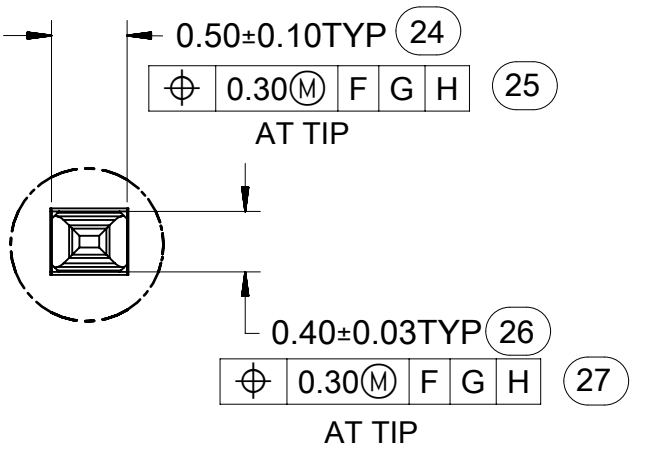 0.50±0.10TYP 24
⌖ 0.30Ⓜ F G H 25
AT TIP
0.40±0.03TYP 26
⌖ 0.30Ⓜ F G H 27
AT TIP